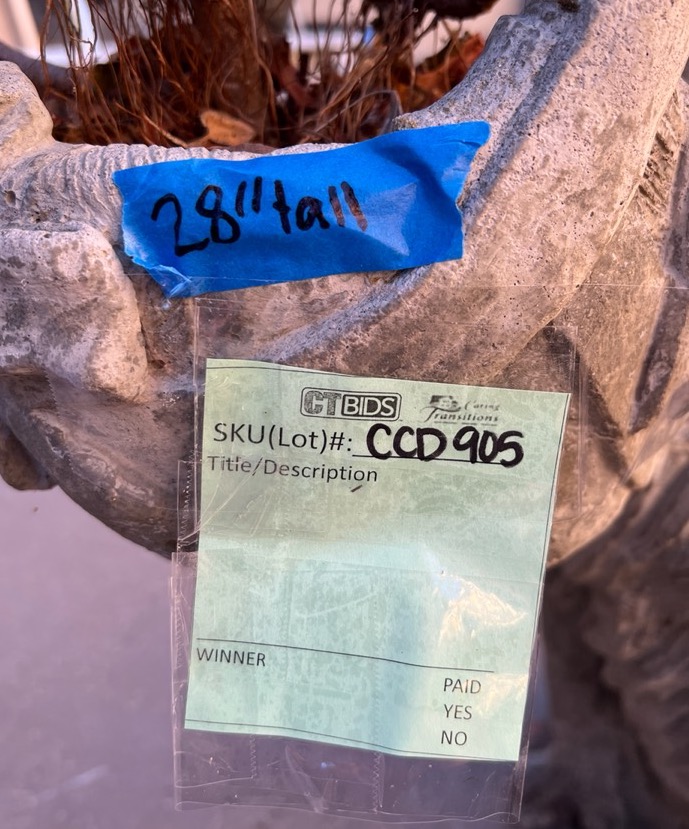 28" tall
CTBIDS Caring Transitions
SKU(Lot)#: CCD905
Title/Description
WINNER
PAID
YES
NO